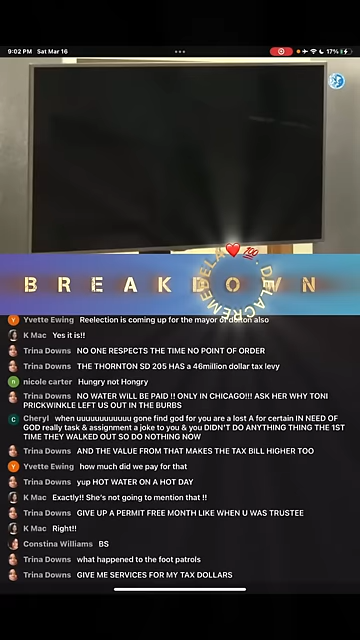 9:02 PM Sat Mar 16
17%
BREAKDOWN
DELACREMEDELA
Yvette Ewing Reelection is coming up for the mayor of dolton also
K Mac Yes it is!!
Trina Downs NO ONE RESPECTS THE TIME NO POINT OF ORDER
Trina Downs THE THORNTON SD 205 HAS a 46million dollar tax levy
n nicole carter Hungry not Hongry
Trina Downs NO WATER WILL BE PAID !! ONLY IN CHICAGO!!! ASK HER WHY TONI
PRICKWINKLE LEFT US OUT IN THE BURBS
Cheryl when uuuuuuuuuu gone find god for you are a lost A for certain IN NEED OF
GOD really task & assignment a joke to you & you DIDN'T DO ANYTHING THING THE 1ST
TIME THEY WALKED OUT SO DO NOTHING NOW
Trina Downs AND THE VALUE FROM THAT MAKES THE TAX BILL HIGHER TOO
Y Yvette Ewing how much did we pay for that
Trina Downs yup HOT WATER ON A HOT DAY
K Mac Exactly!! She's not going to mention that !!
Trina Downs GIVE UP A PERMIT FREE MONTH LIKE WHEN U WAS TRUSTEE
K Mac Right!!
Constina Williams BS
Trina Downs what happened to the foot patrols
Trina Downs GIVE ME SERVICES FOR MY TAX DOLLARS